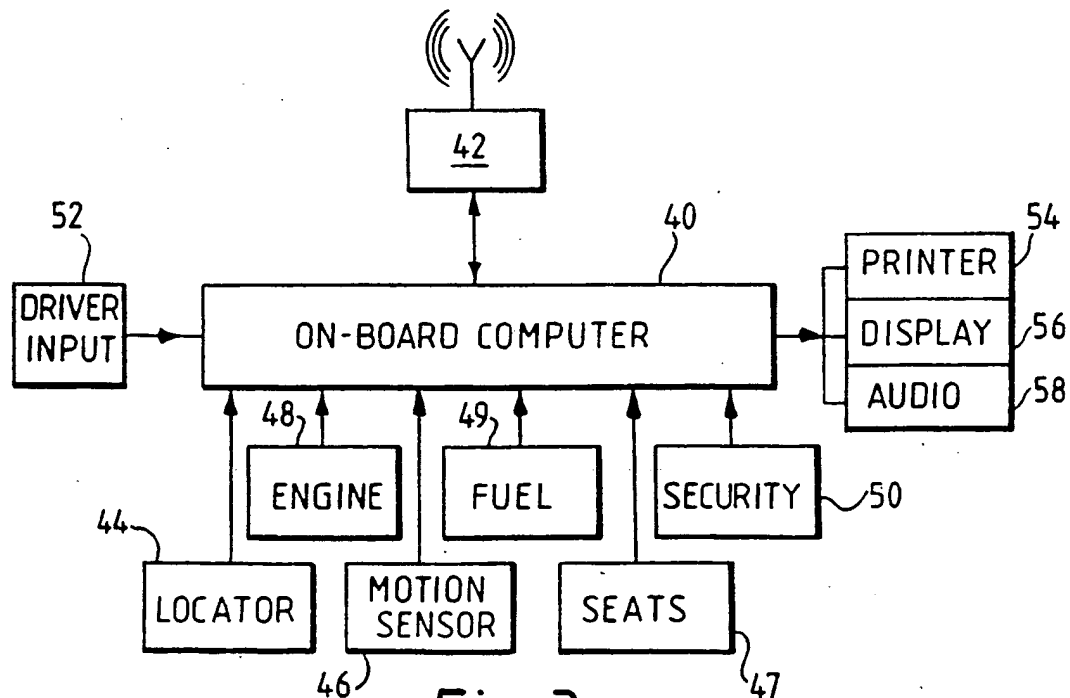 42
52
40
54
DRIVER
INPUT
ON-BOARD COMPUTER
PRINTER
DISPLAY
56
AUDIO
58
48
49
ENGINE
FUEL
SECURITY
50
44
LOCATOR
MOTION
SENSOR
SEATS
46
47